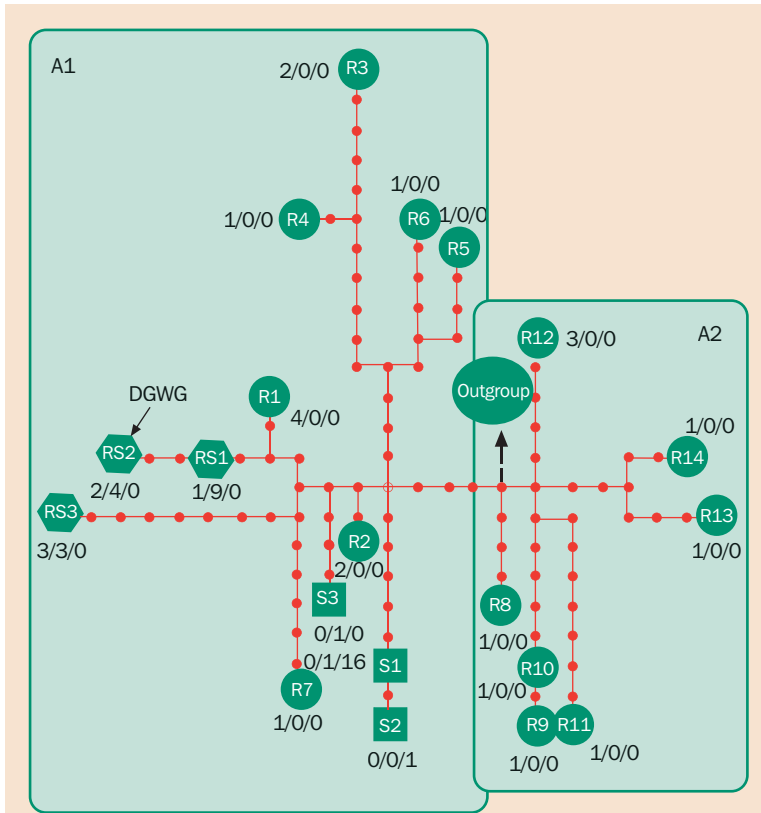 A1
R3
2/0/0
R4
1/0/0
1/0/0
R6
1/0/0
R5
A2
R12
3/0/0
Outgroup
DGWG
R1
4/0/0
RS2
2/4/0
RS1
1/9/0
RS3
3/3/0
1/0/0
R14
R13
1/0/0
R2
2/0/0
S3
0/1/0
R8
1/0/0
0/1/16
S1
R7
1/0/0
S2
0/0/1
R10
1/0/0
R9
1/0/0
R11
1/0/0